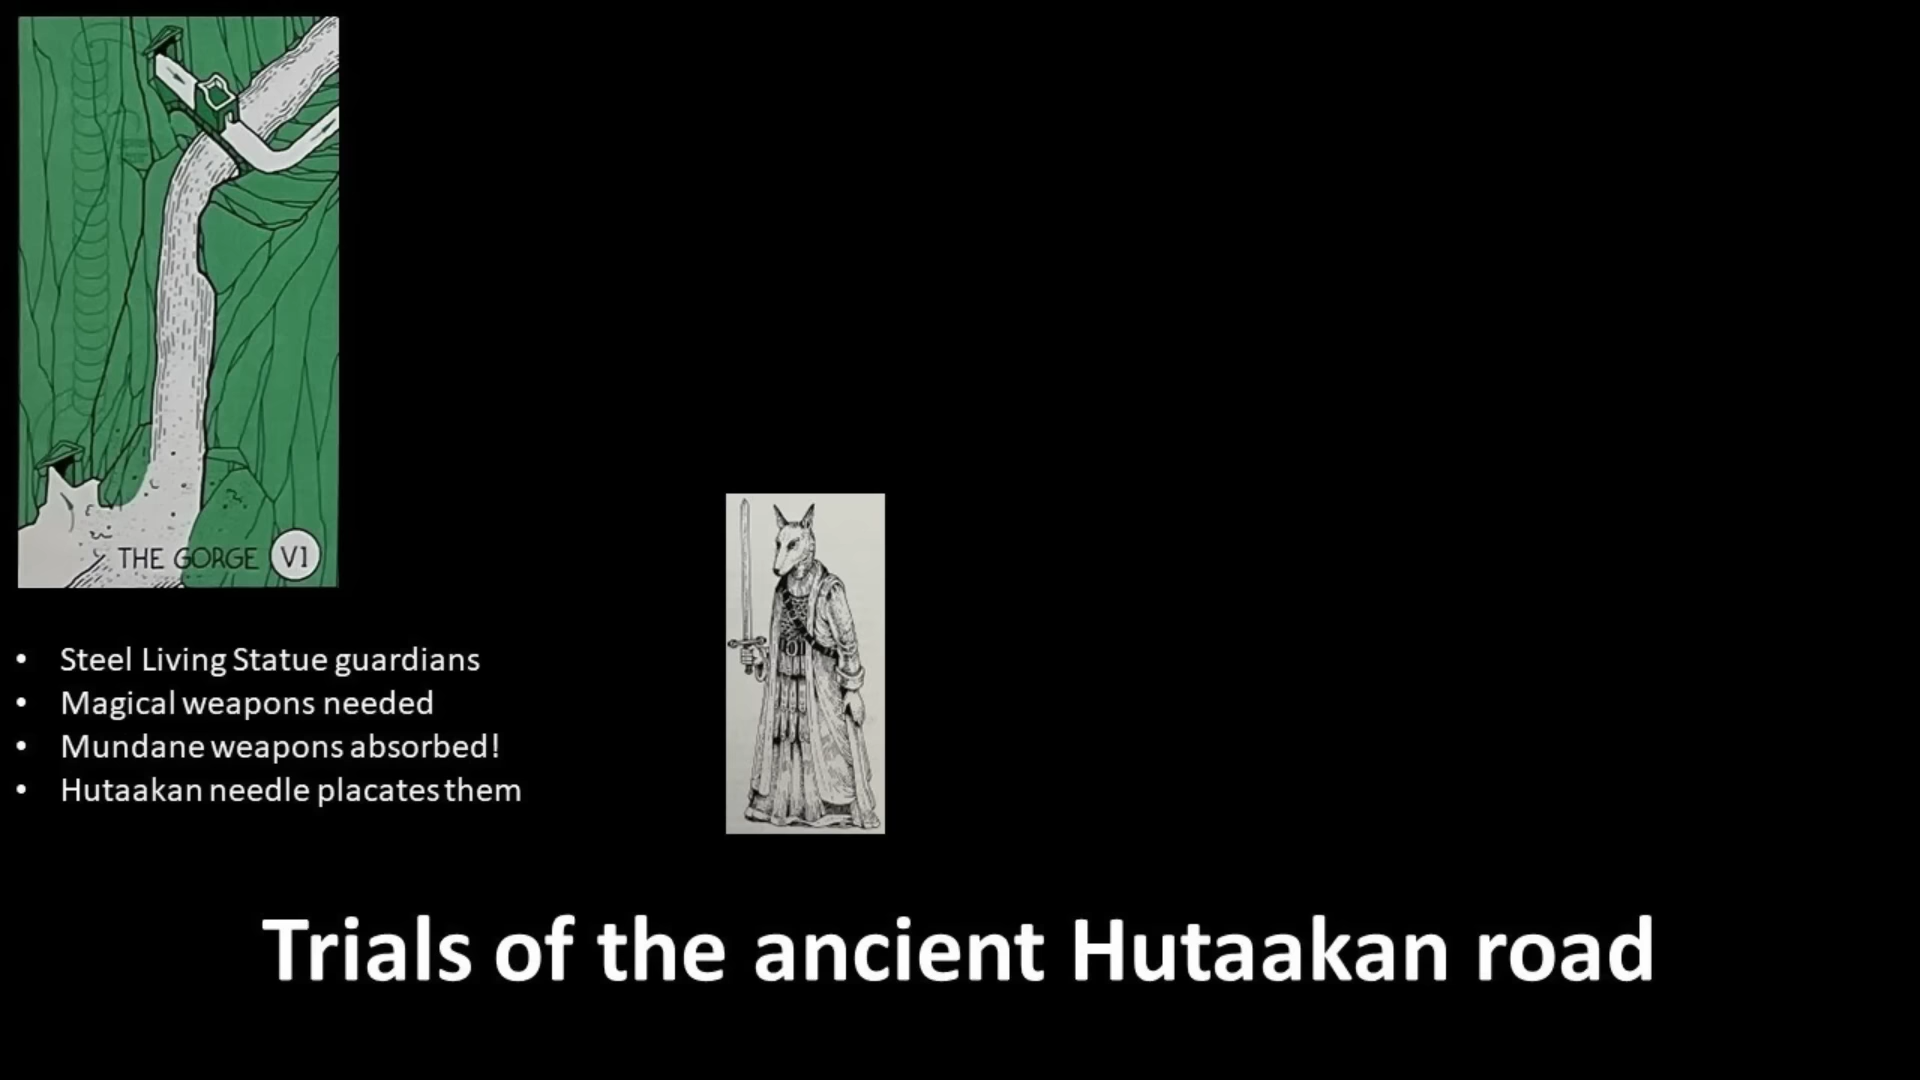 THE GORGE V1
• Steel Living Statue guardians
• Magical weapons needed
• Mundane weapons absorbed!
• Hutaakan needle placates them
Trials of the ancient Hutaakan road